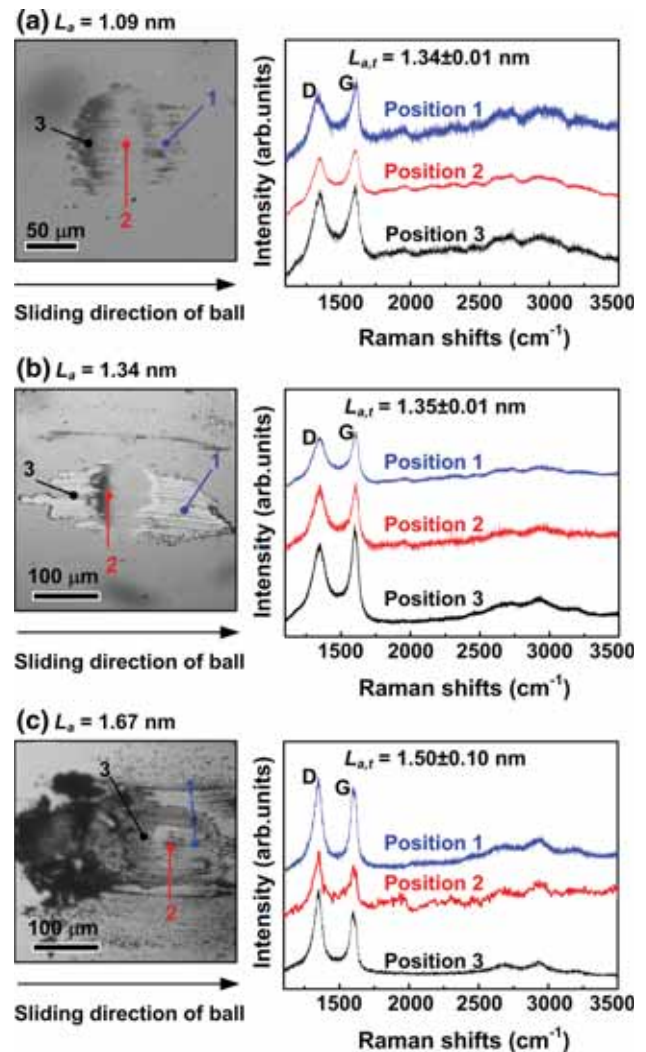 (a) Lₐ = 1.09 nm
3
1
2
50 μm
Sliding direction of ball
Lₐ,ₜ = 1.34±0.01 nm
D
G
Position 1
Position 2
Position 3
Intensity (arb.units)
1500 2000 2500 3000 3500
Raman shifts (cm⁻¹)
(b) Lₐ = 1.34 nm
3
1
2
100 μm
Sliding direction of ball
Lₐ,ₜ = 1.35±0.01 nm
D
G
Position 1
Position 2
Position 3
Intensity (arb.units)
1500 2000 2500 3000 3500
Raman shifts (cm⁻¹)
(c) Lₐ = 1.67 nm
3
1
2
100 μm
Sliding direction of ball
Lₐ,ₜ = 1.50±0.10 nm
D
G
Position 1
Position 2
Position 3
Intensity (arb.units)
1500 2000 2500 3000 3500
Raman shifts (cm⁻¹)